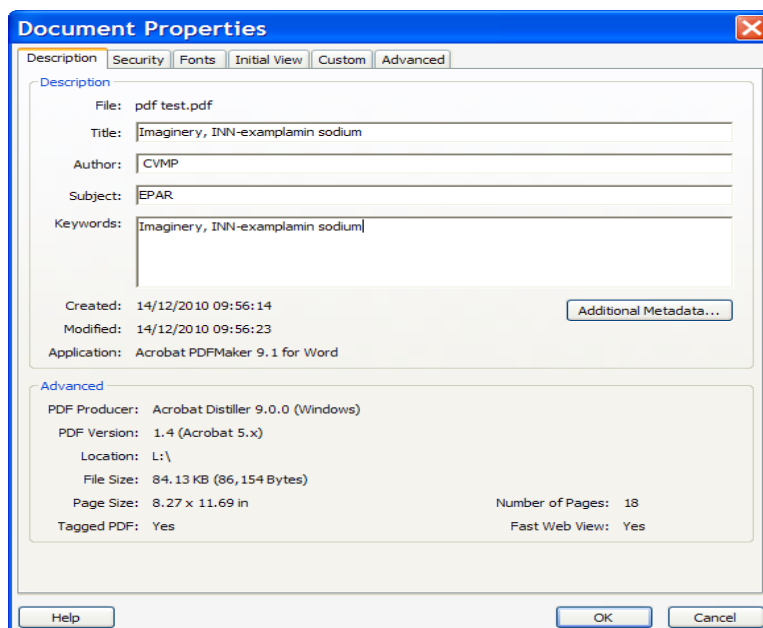 Document Properties
Description Security Fonts Initial View Custom Advanced
Description
File: pdf test.pdf
Title: Imaginery, INN-examplamin sodium
Author: CVMP
Subject: EPAR
Keywords: Imaginery, INN-examplamin sodium
Created: 14/12/2010 09:56:14
Additional Metadata...
Modified: 14/12/2010 09:56:23
Application: Acrobat PDFMaker 9.1 for Word
Advanced
PDF Producer: Acrobat Distiller 9.0.0 (Windows)
PDF Version: 1.4 (Acrobat 5.x)
Location: L:\
File Size: 84.13 KB (86,154 Bytes)
Page Size: 8.27 x 11.69 in Number of Pages: 18
Tagged PDF: Yes Fast Web View: Yes
Help OK Cancel